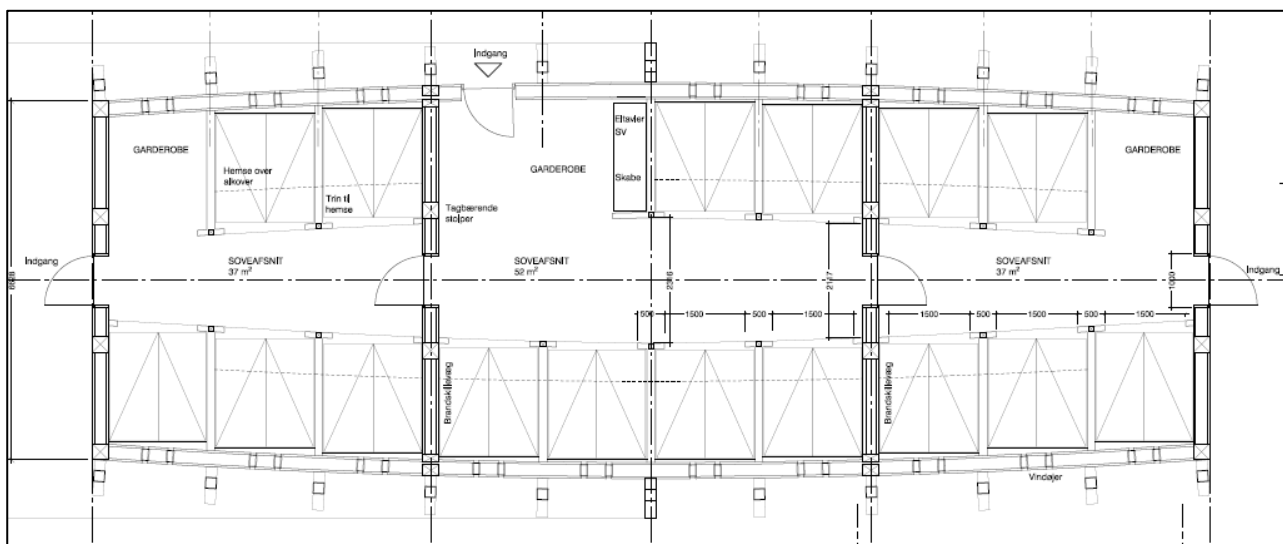 Indgang
Eltavler
SV
GARDEROBE
GARDEROBE
GARDEROBE
Hemse over
alkover
Skabe
Trin til
hemse
Tagbærende
stolper
Indgang
SOVEAFSNIT
37 m²
SOVEAFSNIT
52 m²
SOVEAFSNIT
37 m²
Indgang
2316
2147
1000
500
1500
500
1500
1500
500
1500
500
1500
Brandskillevæg
Brandskillevæg
Vindøjer